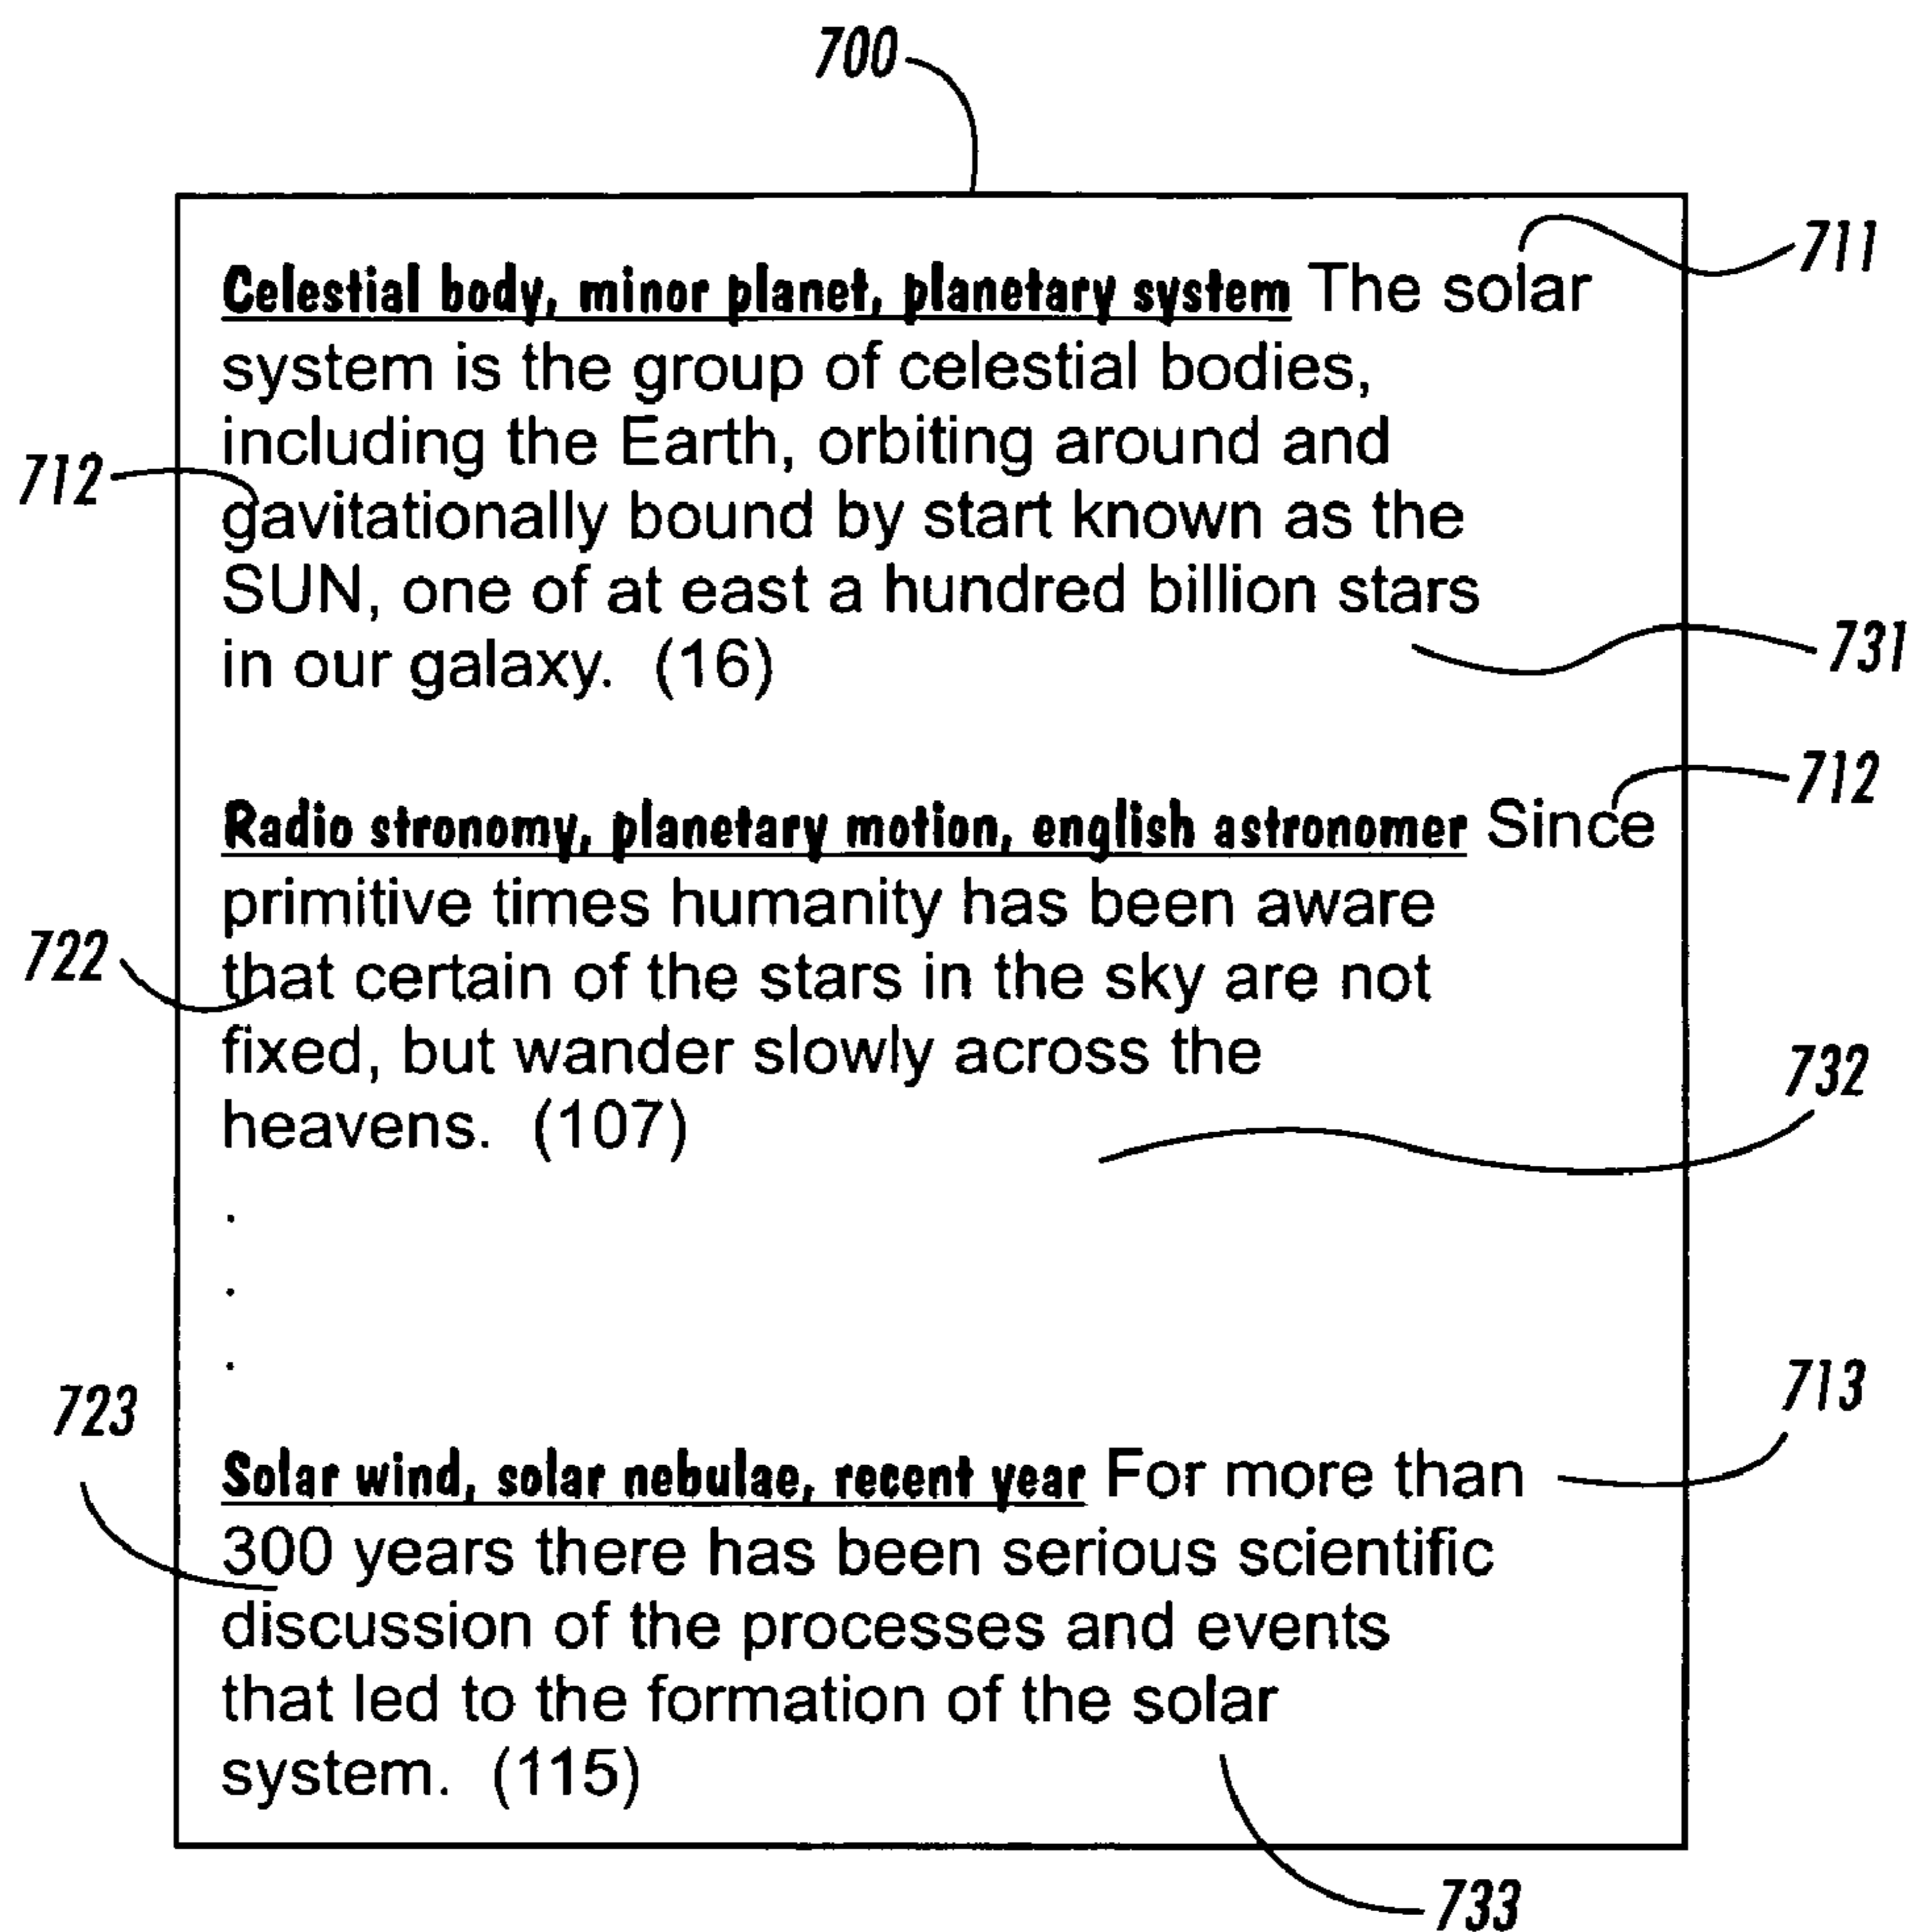 700
711
Celestial body, minor planet, planetary system The solar
system is the group of celestial bodies,
including the Earth, orbiting around and
712
gavitationally bound by start known as the
SUN, one of at east a hundred billion stars
731
in our galaxy. (16)
712
Radio stronomy, planetary motion, english astronomer Since
primitive times humanity has been aware
722
that certain of the stars in the sky are not
fixed, but wander slowly across the
732
heavens. (107)
.
.
.
713
723
Solar wind, solar nebulae, recent year For more than
300 years there has been serious scientific
discussion of the processes and events
that led to the formation of the solar
system. (115)
733